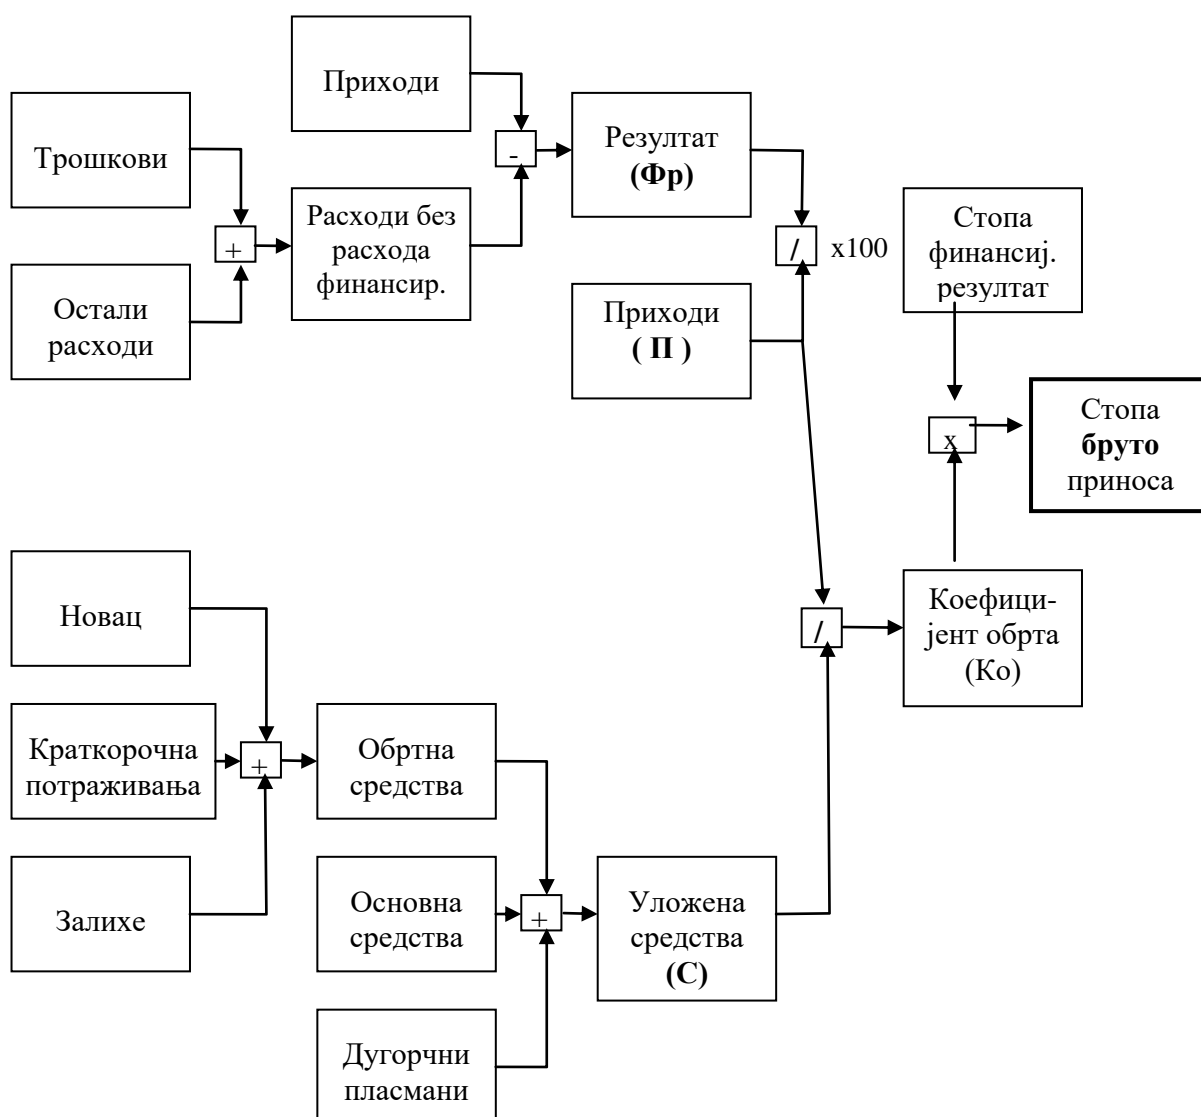 Приходи
Трошкови
-
Резултат
(Фр)
Расходи без
расхода
финансир.
+
/
x100
Стопа
финансиј.
резултат
Остали
расходи
Приходи
( П )
x
Стопа
бруто
приноса
Новац
/
Коефици-
јент обрта
(Ко)
Краткорочна
потраживања
+
Обртна
средства
Залихе
Основна
средства
+
Уложена
средства
(С)
Дугорчни
пласмани